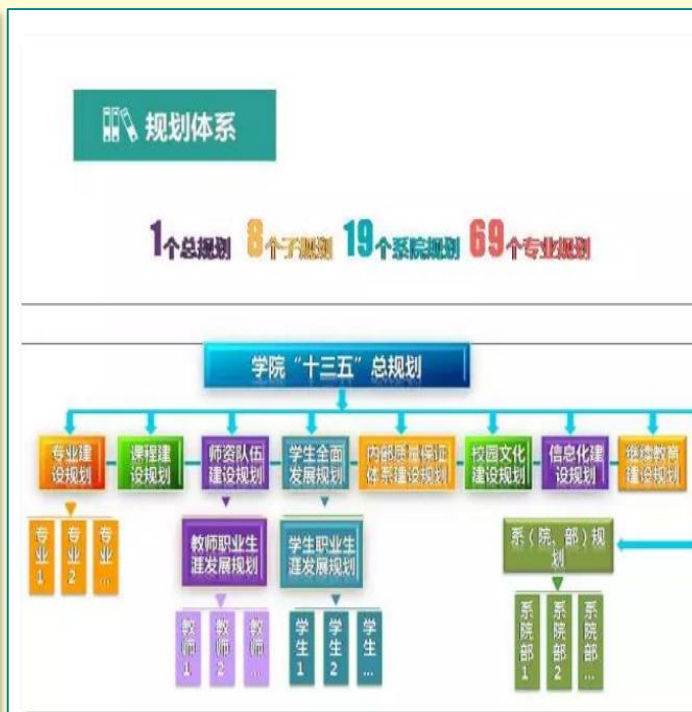 规划体系
1个总规划 8个子规划 19个系院规划 69个专业规划
学院“十三五”总规划
专业建
设规划
课程建
设规划
师资队伍
建设规划
学生全面
发展规划
内部质量保证
体系建设规划
校园文化
建设规划
信息化建
设规划
继续教育
建设规划
专业1
专业2
专业...
教师职业生
涯发展规划
学生职业生
涯发展规划
系（院、部）规
划
教师1
教师2
教师...
学生1
学生2
学生...
系院部1
系院部2
系院部...